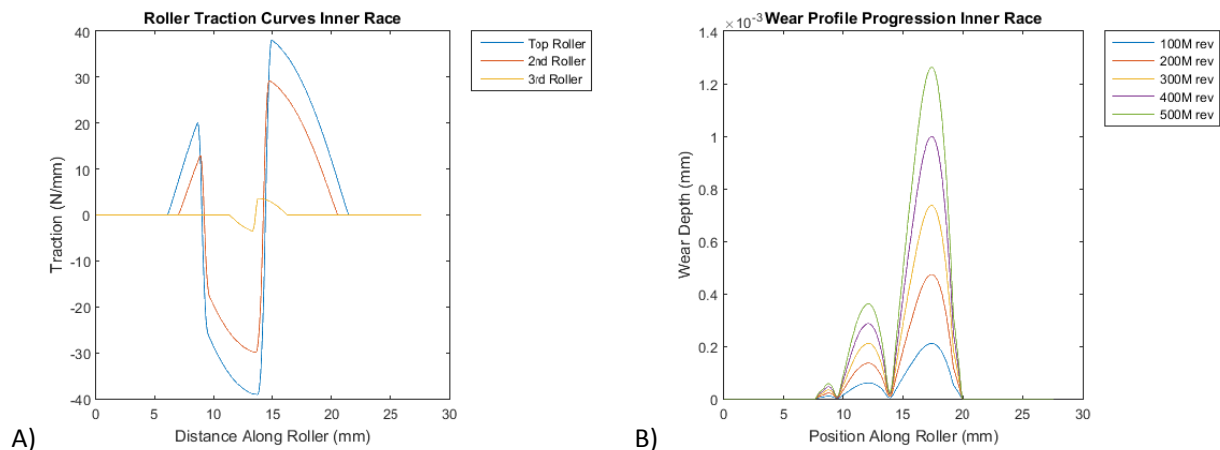 Roller Traction Curves Inner Race
40
30
20
10
0
-10
-20
-30
-40
Traction (N/mm)
0
5
10
15
20
25
30
Distance Along Roller (mm)
Top Roller
2nd Roller
3rd Roller
A)
×10⁻³
Wear Profile Progression Inner Race
1.4
1.2
1
0.8
0.6
0.4
0.2
0
Wear Depth (mm)
0
5
10
15
20
25
30
Position Along Roller (mm)
100M rev
200M rev
300M rev
400M rev
500M rev
B)